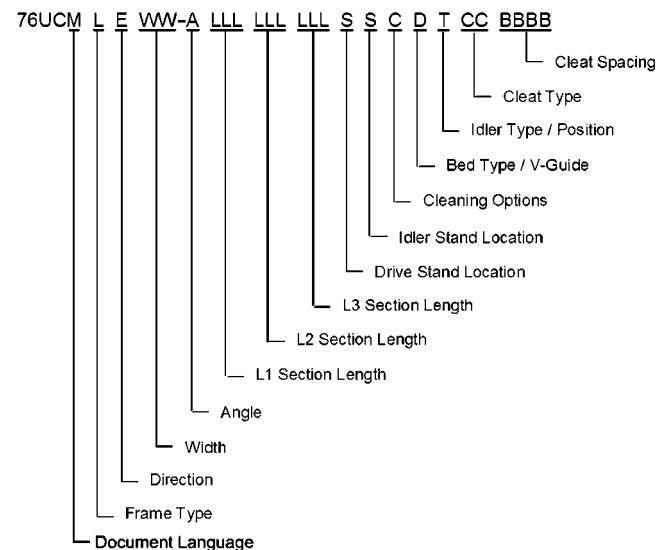 76UCM L E WW-A LLL LLL LLL S S C D T CC BBBB
Cleat Spacing
Cleat Type
Idler Type / Position
Bed Type / V-Guide
Cleaning Options
Idler Stand Location
Drive Stand Location
L3 Section Length
L2 Section Length
L1 Section Length
Angle
Width
Direction
Frame Type
Document Language